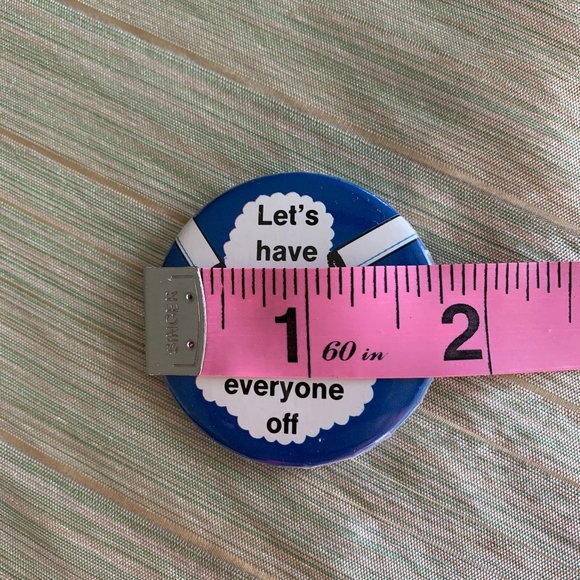 Let's
have
SINGER
1
60 in
2
everyone
off